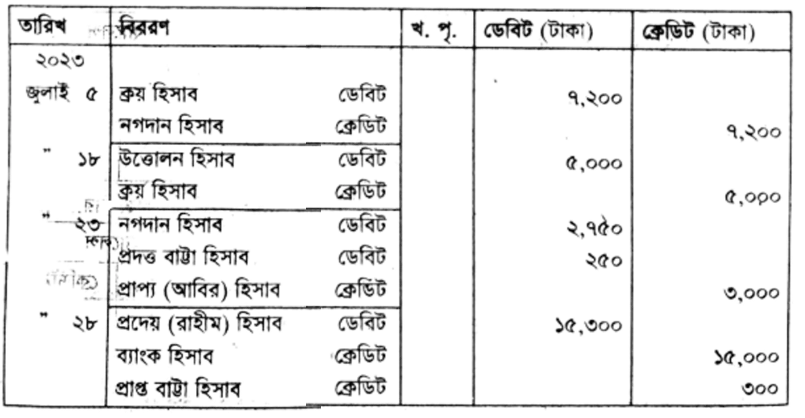 তারিখ বিবরণ খ. পৃ. ডেবিট (টাকা) ক্রেডিট (টাকা)
২০২৩
জুলাই ৫ ক্রয় হিসাব ডেবিট ৭,২০০
নগদান হিসাব ক্রেডিট ৭,২০০
" ১৮ উত্তোলন হিসাব ডেবিট ৫,০০০
ক্রয় হিসাব ক্রেডিট ৫,০০০
" ২৩ নগদান হিসাব ডেবিট ২,৭৫০
প্রদত্ত বাট্টা হিসাব ডেবিট ২৫০
প্রাপ্য (আবির) হিসাব ক্রেডিট ৩,০০০
" ২৮ প্রদেয় (রাহীম) হিসাব ডেবিট ১৫,৩০০
ব্যাংক হিসাব ক্রেডিট ১৫,০০০
প্রাপ্ত বাট্টা হিসাব ক্রেডিট ৩০০